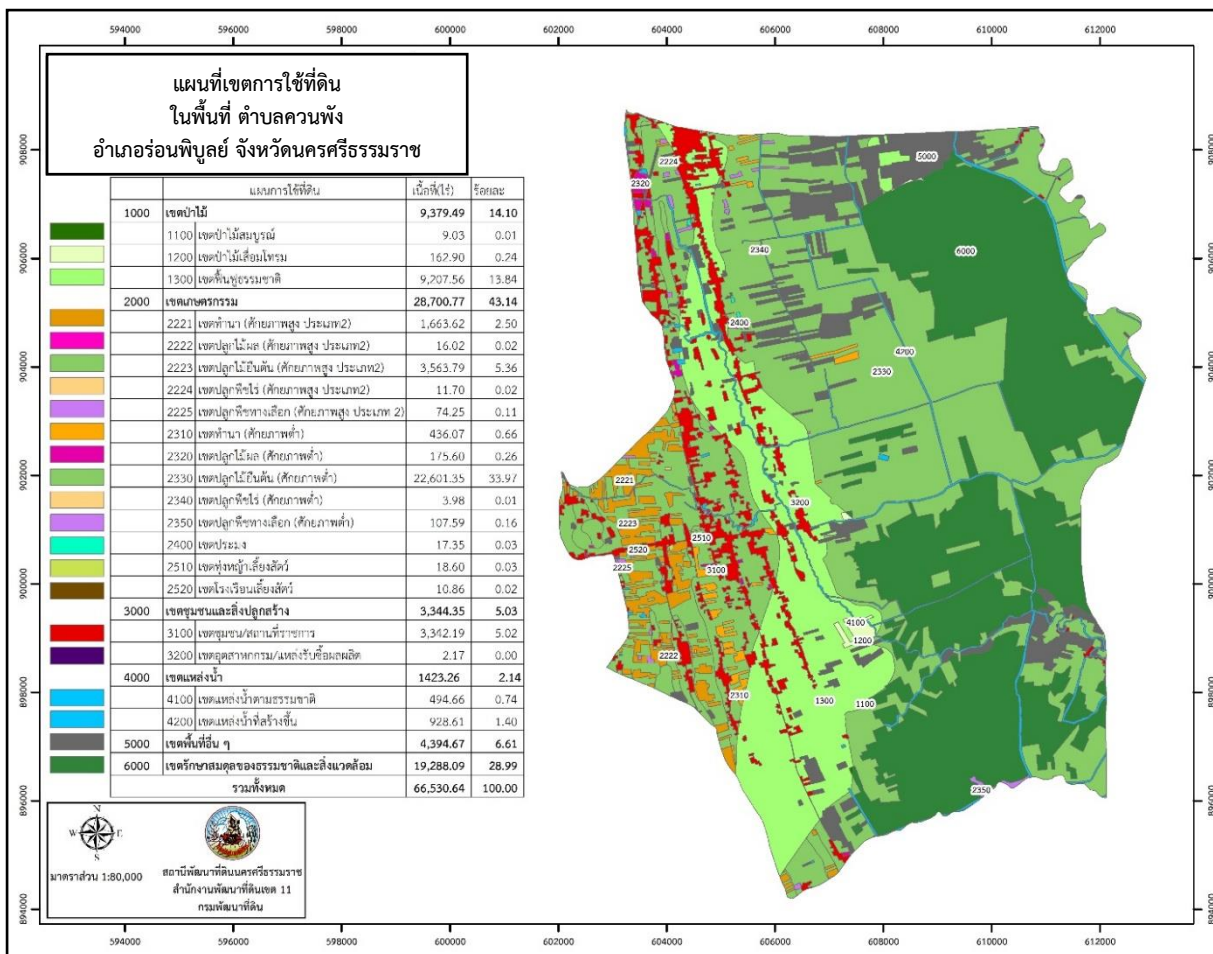 594000 596000 598000 600000 602000 604000 606000 608000 610000 612000
แผนที่เขตการใช้ที่ดิน
ในพื้นที่ ตำบลควนพัง
อำเภอร่อนพิบูลย์ จังหวัดนครศรีธรรมราช
แผนการใช้ที่ดิน เนื้อที่(ไร่) ร้อยละ
1000 เขตป่าไม้ 9,379.49 14.10
1100 เขตป่าไม้สมบูรณ์ 9.03 0.01
1200 เขตป่าไม้เสื่อมโทรม 162.90 0.24
1300 เขตฟื้นฟูธรรมชาติ 9,207.56 13.84
2000 เขตเกษตรกรรม 28,700.77 43.14
2221 เขตทำนา (ศักยภาพสูง ประเภท2) 1,663.62 2.50
2222 เขตปลูกไม้ผล (ศักยภาพสูง ประเภท2) 16.02 0.02
2223 เขตปลูกไม้ยืนต้น (ศักยภาพสูง ประเภท2) 3,563.79 5.36
2224 เขตปลูกพืชไร่ (ศักยภาพสูง ประเภท2) 11.70 0.02
2225 เขตปลูกพืชทางเลือก (ศักยภาพสูง ประเภท 2) 74.25 0.11
2310 เขตทำนา (ศักยภาพต่ำ) 436.07 0.66
2320 เขตปลูกไม้ผล (ศักยภาพต่ำ) 175.60 0.26
2330 เขตปลูกไม้ยืนต้น (ศักยภาพต่ำ) 22,601.35 33.97
2340 เขตปลูกพืชไร่ (ศักยภาพต่ำ) 3.98 0.01
2350 เขตปลูกพืชทางเลือก (ศักยภาพต่ำ) 107.59 0.16
2400 เขตประมง 17.35 0.03
2510 เขตทุ่งหญ้าเลี้ยงสัตว์ 18.60 0.03
2520 เขตโรงเรือนเลี้ยงสัตว์ 10.86 0.02
3000 เขตชุมชนและสิ่งปลูกสร้าง 3,344.35 5.03
3100 เขตชุมชน/สถานที่ราชการ 3,342.19 5.02
3200 เขตอุตสาหกรรม/แหล่งรับซื้อผลผลิต 2.17 0.00
4000 เขตแหล่งน้ำ 1423.26 2.14
4100 เขตแหล่งน้ำตามธรรมชาติ 494.66 0.74
4200 เขตแหล่งน้ำที่สร้างขึ้น 928.61 1.40
5000 เขตพื้นที่อื่น ๆ 4,394.67 6.61
6000 เขตรักษาสมดุลของธรรมชาติและสิ่งแวดล้อม 19,288.09 28.99
รวมทั้งหมด 66,530.64 100.00
N
W E
S
มาตราส่วน 1:80,000
สถานีพัฒนาที่ดินนครศรีธรรมราช
สำนักงานพัฒนาที่ดินเขต 11
กรมพัฒนาที่ดิน
908000
906000
904000
902000
900000
898000
896000
894000
2224
5000
2320
2340
6000
2400
4200
2330
2221
3200
2223
2510
2520
2225
3100
4100
1200
2222
2310
1300
1100
2350
908000
906000
904000
902000
900000
898000
896000
894000
594000 596000 598000 600000 602000 604000 606000 608000 610000 612000